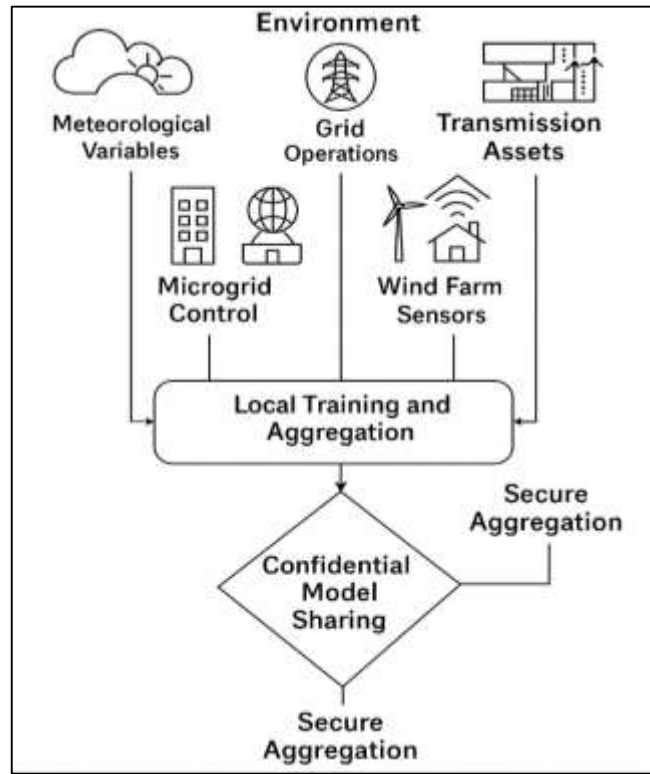 Environment
Meteorological
Variables
Grid
Operations
Transmission
Assets
Microgrid
Control
Wind Farm
Sensors
Local Training and
Aggregation
Secure
Aggregation
Confidential
Model
Sharing
Secure
Aggregation